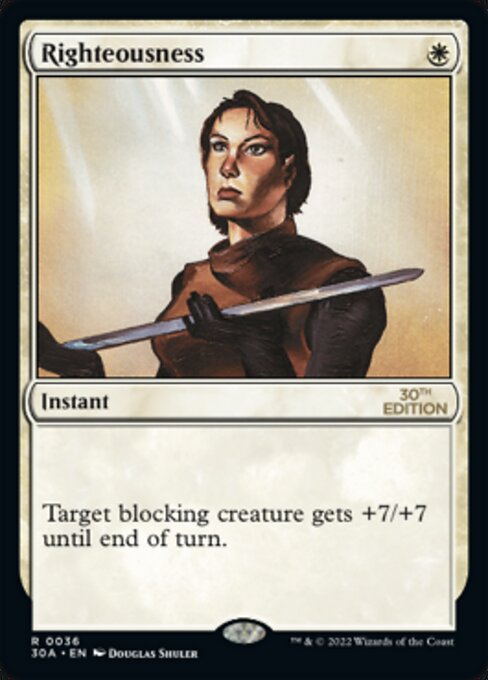 Righteousness
Instant
30TH
EDITION
Target blocking creature gets +7/+7
until end of turn.
R 0036
30A • EN Douglas Shuler
™ & © 2022 Wizards of the Coast